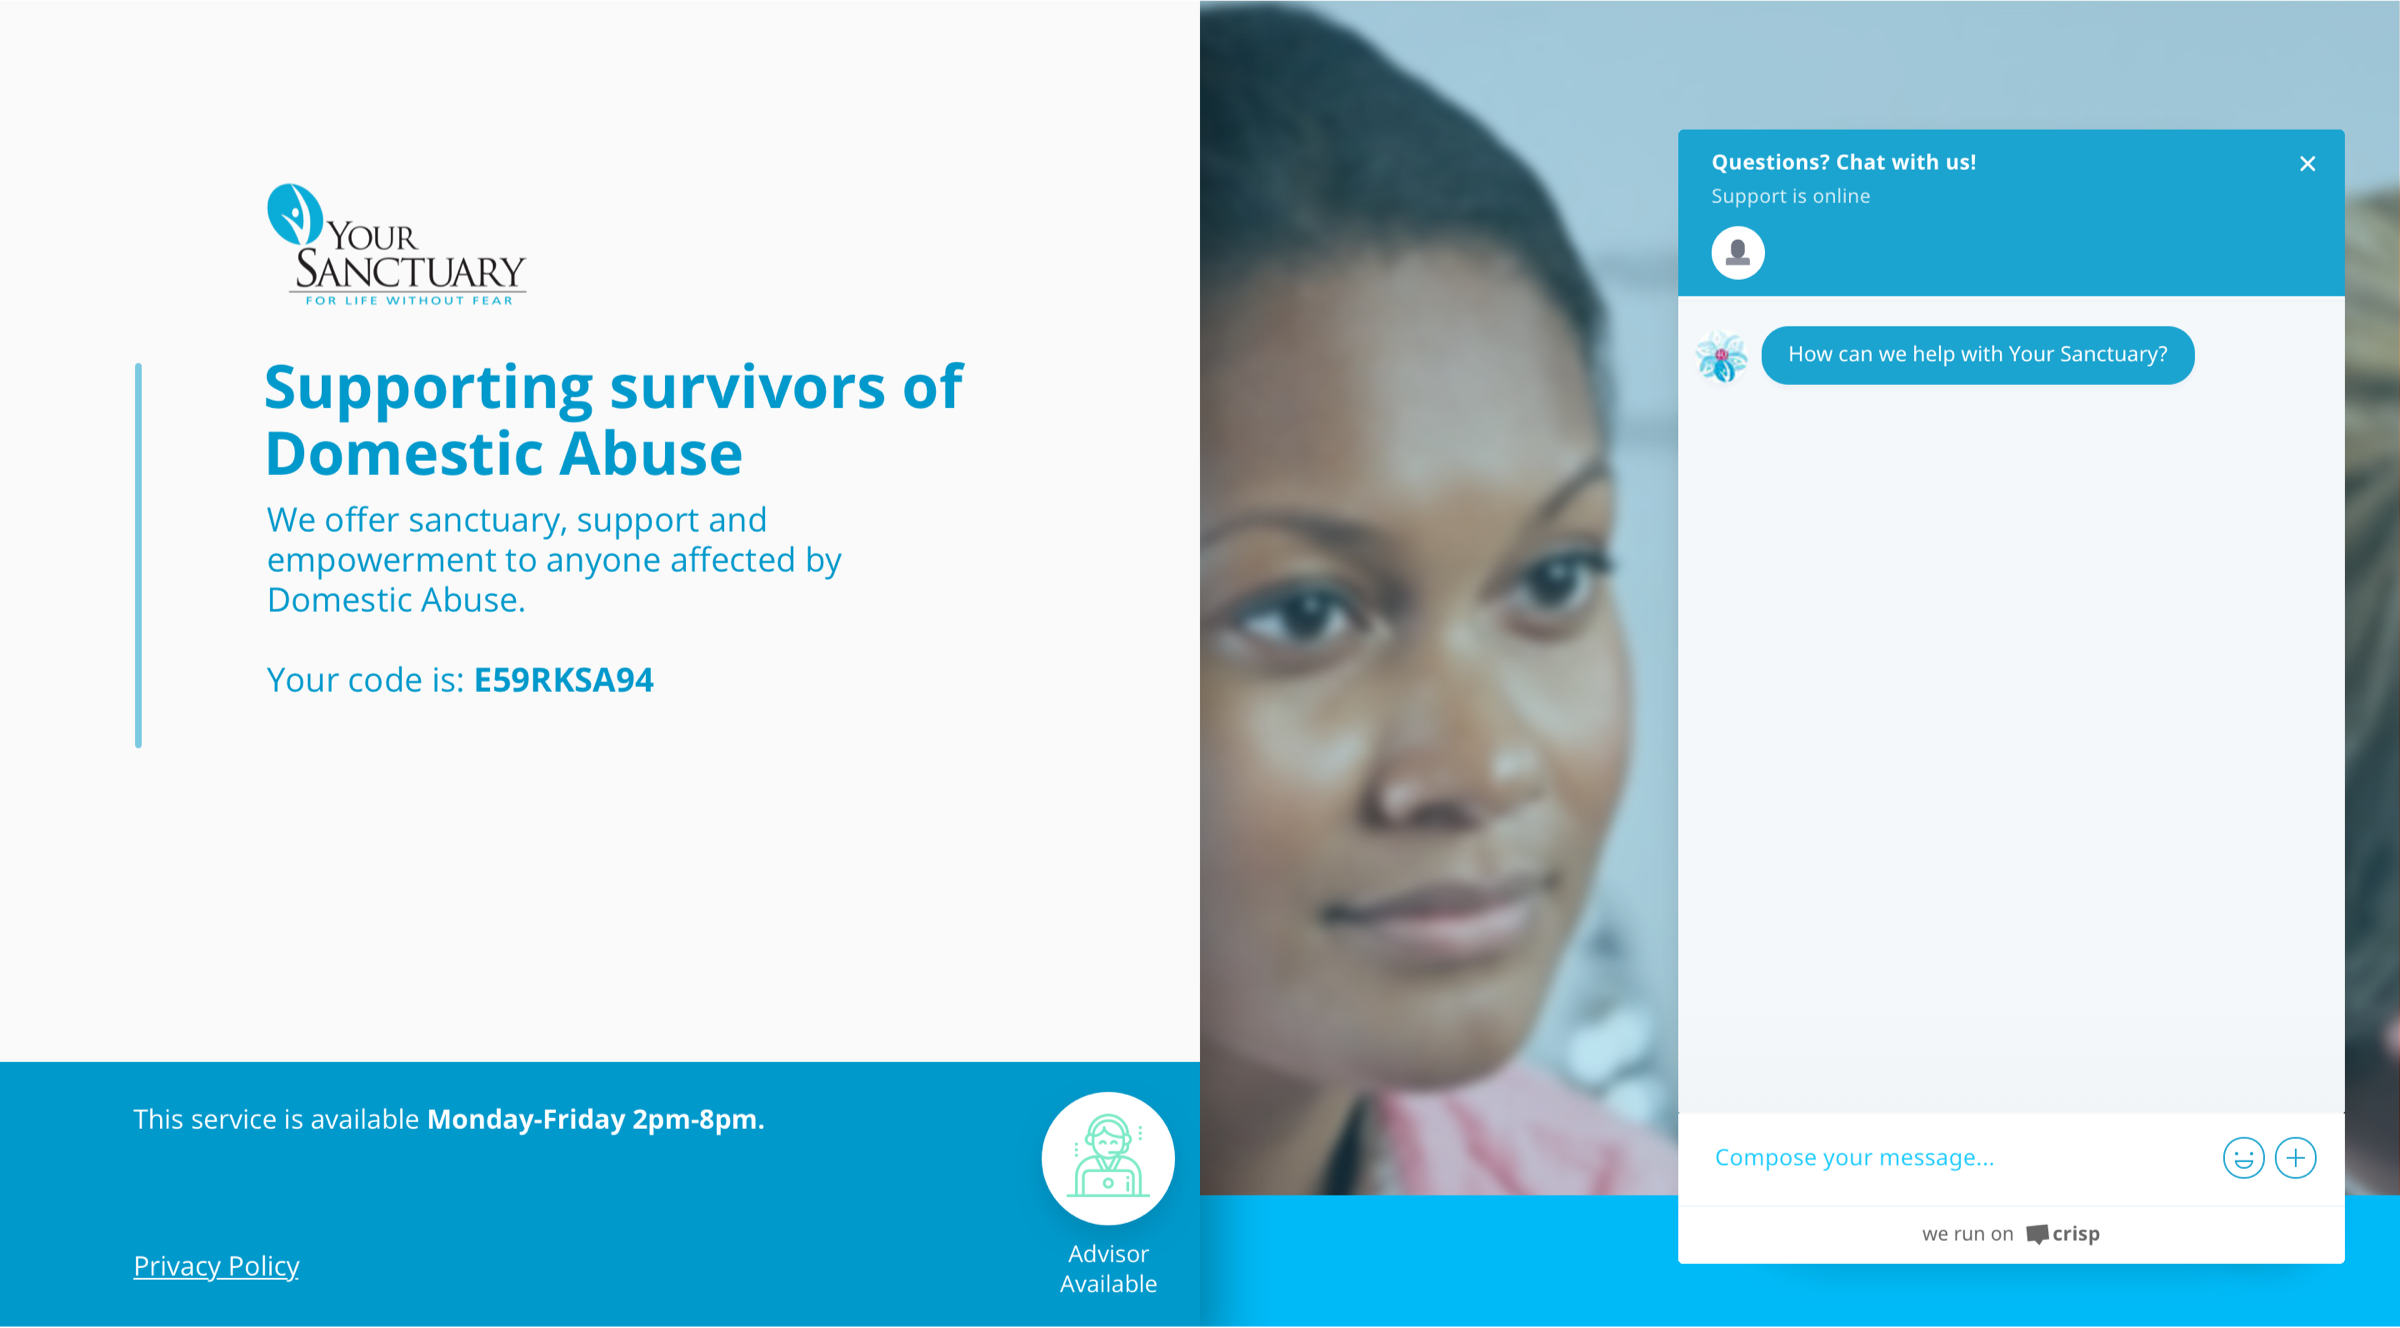 YOUR
SANCTUARY
FOR LIFE WITHOUT FEAR
Supporting survivors of
Domestic Abuse
We offer sanctuary, support and
empowerment to anyone affected by
Domestic Abuse.
Your code is: E59RKSA94
This service is available Monday-Friday 2pm-8pm.
Privacy Policy
Advisor
Available
Questions? Chat with us!
Support is online
How can we help with Your Sanctuary?
Compose your message...
we run on crisp